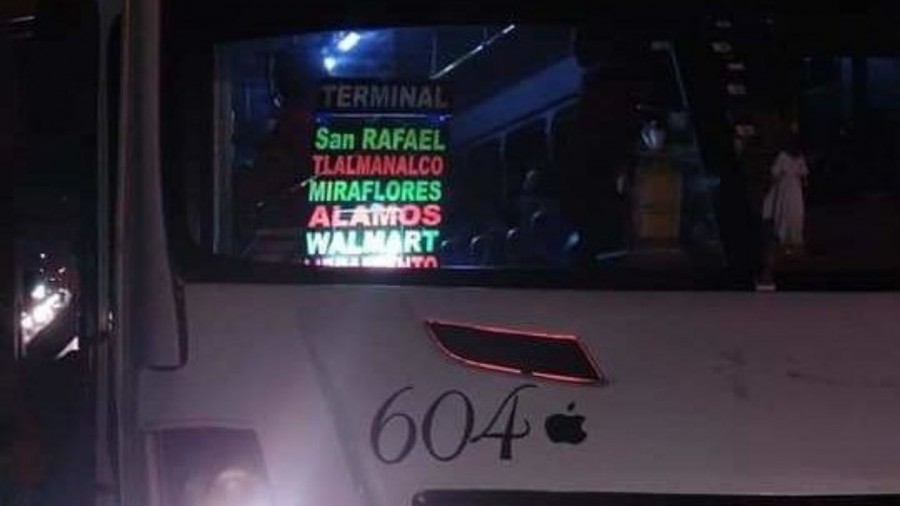 TERMINAL
San RAFAEL
TLALMANALCO
MIRAFLORES
ALAMOS
WALMART
604